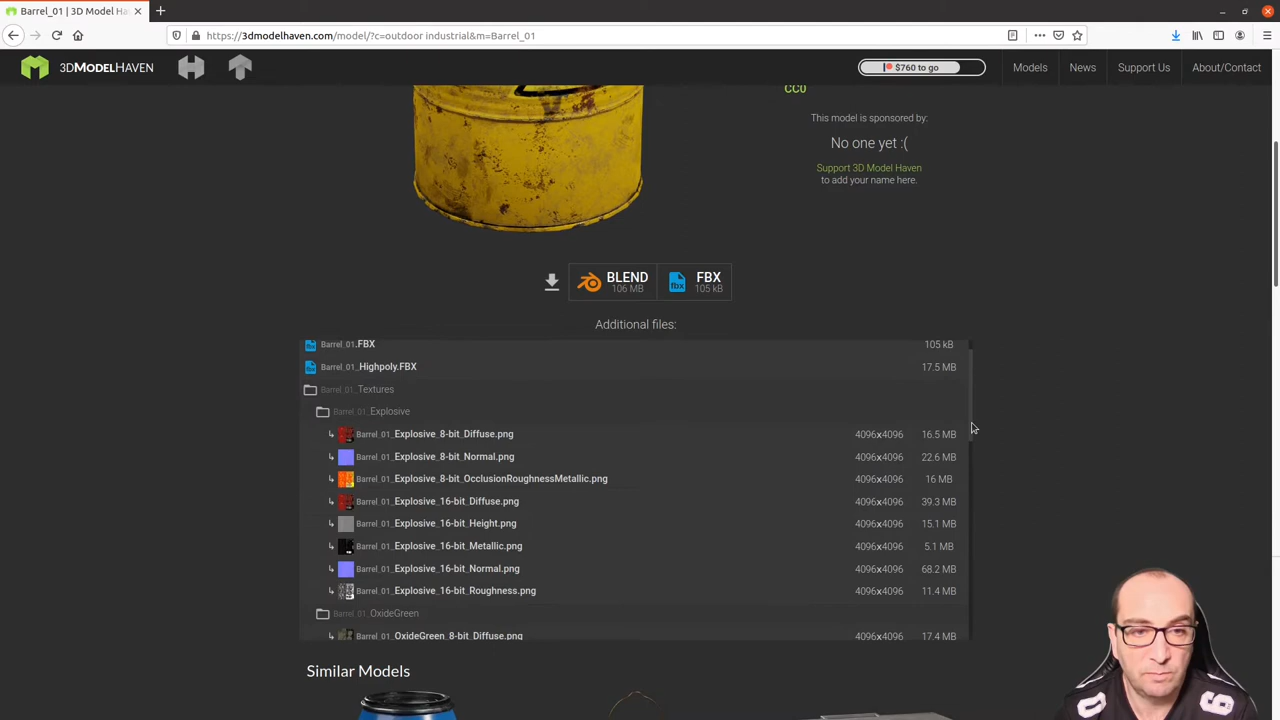 Barrel_01 | 3D Model Ha
https://3dmodelhaven.com/model/?c=outdoor industrial&m=Barrel_01
3DMODELHAVEN
$760 to go
Models
News
Support Us
About/Contact
CC0
This model is sponsored by:
No one yet :(
Support 3D Model Haven
to add your name here.
BLEND
106 MB
fbx
FBX
105 kB
Additional files:
Barrel_01.FBX 105 kB
Barrel_01_Highpoly.FBX 17.5 MB
Barrel_01_Textures
Barrel_01_Explosive
Barrel_01_Explosive_8-bit_Diffuse.png 4096x4096 16.5 MB
Barrel_01_Explosive_8-bit_Normal.png 4096x4096 22.6 MB
Barrel_01_Explosive_8-bit_OcclusionRoughnessMetallic.png 4096x4096 16 MB
Barrel_01_Explosive_16-bit_Diffuse.png 4096x4096 39.3 MB
Barrel_01_Explosive_16-bit_Height.png 4096x4096 15.1 MB
Barrel_01_Explosive_16-bit_Metallic.png 4096x4096 5.1 MB
Barrel_01_Explosive_16-bit_Normal.png 4096x4096 68.2 MB
Barrel_01_Explosive_16-bit_Roughness.png 4096x4096 11.4 MB
Barrel_01_OxideGreen
Barrel_01_OxideGreen_8-bit_Diffuse.png 4096x4096 17.4 MB
Similar Models